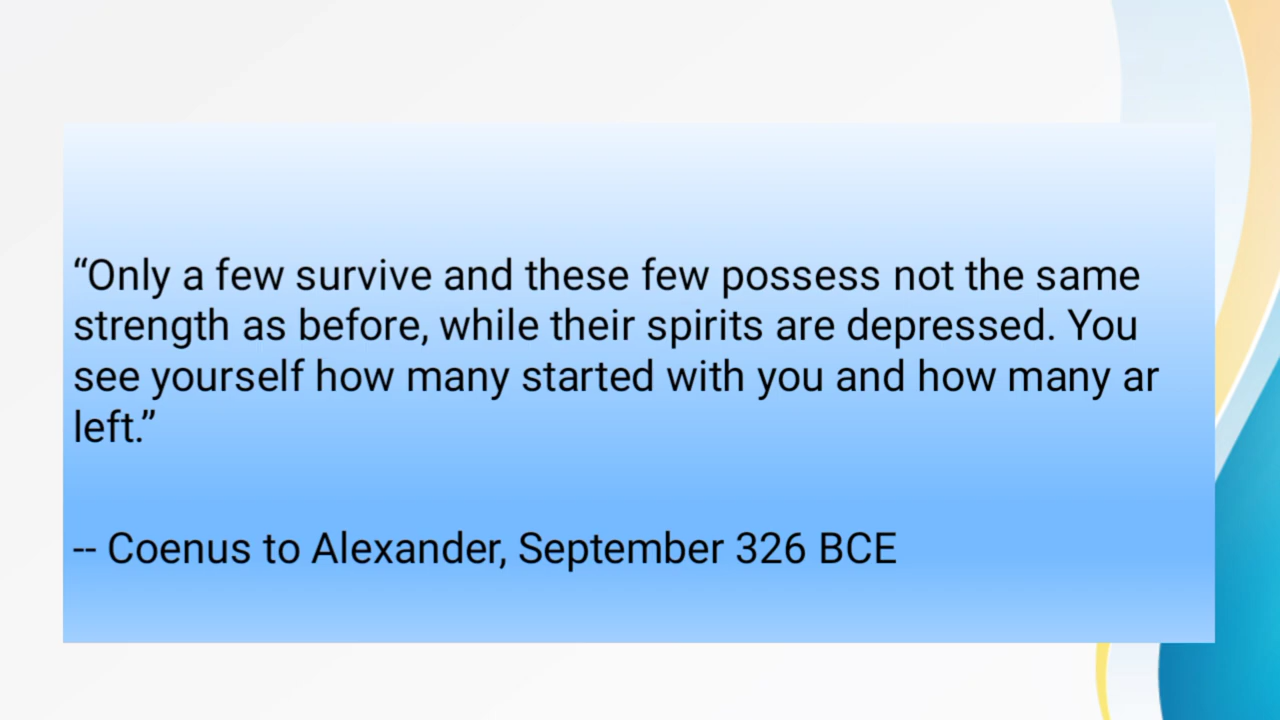 “Only a few survive and these few possess not the same
strength as before, while their spirits are depressed. You
see yourself how many started with you and how many ar
left.”
-- Coenus to Alexander, September 326 BCE